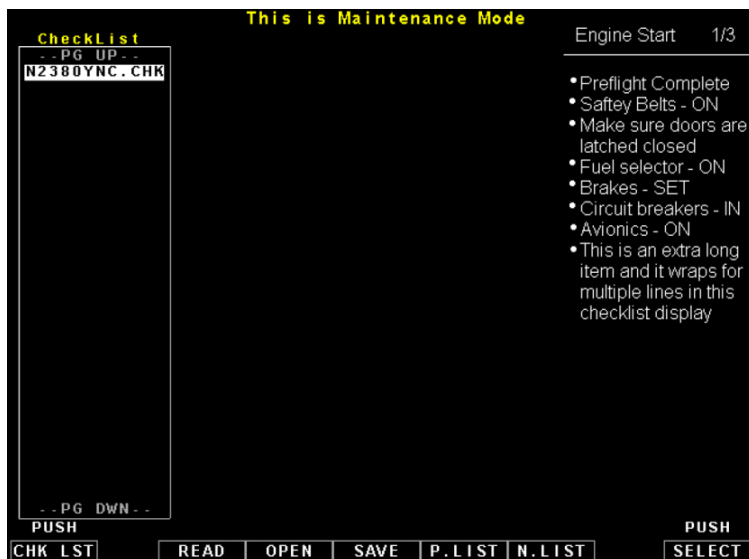 This is Maintenance Mode
CheckList
--PG UP--
N2380YNC.CHK
--PG DWN--
Engine Start 1/3
•Preflight Complete
•Saftey Belts - ON
•Make sure doors are
latched closed
•Fuel selector - ON
•Brakes - SET
•Circuit breakers - IN
•Avionics - ON
•This is an extra long
item and it wraps for
multiple lines in this
checklist display
PUSH PUSH
CHK LST READ OPEN SAVE P.LIST N.LIST SELECT